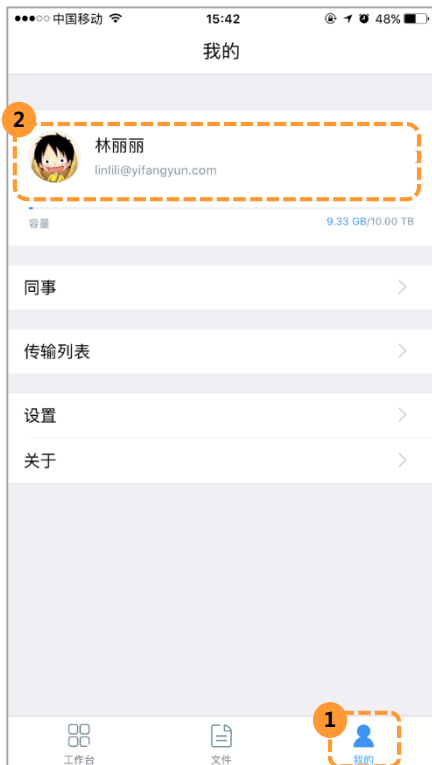 中国移动 15:42 48%
我的
2
林丽丽
linlili@yifangyun.com
容量 9.33 GB/10.00 TB
同事
传输列表
设置
关于
1
工作台 文件 我的